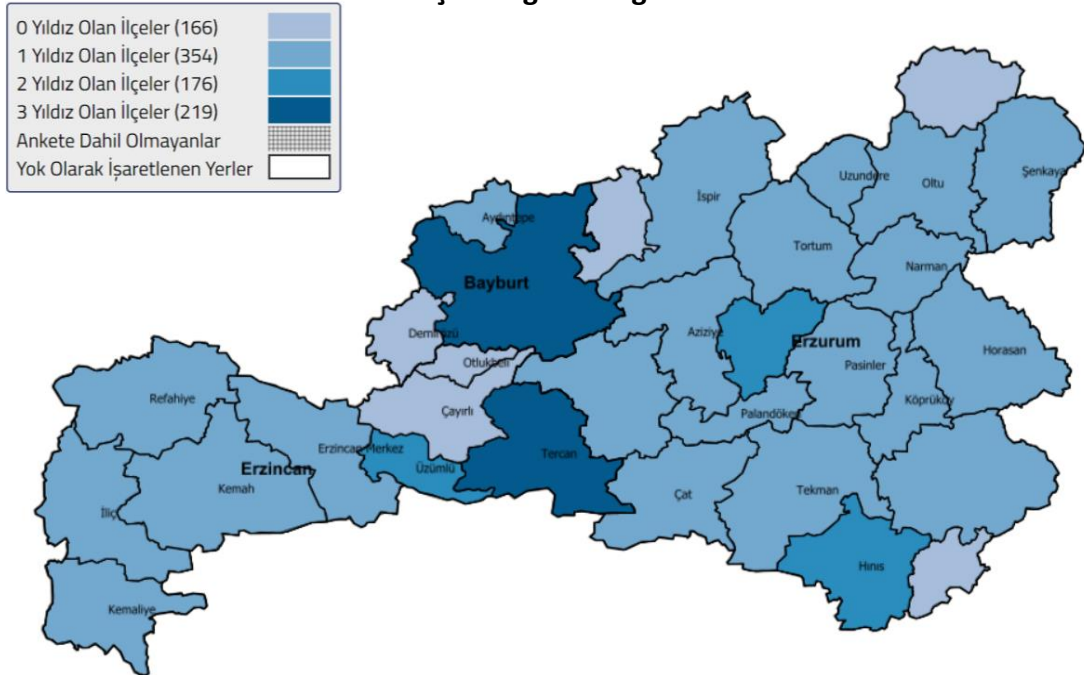 0 Yıldız Olan İlçeler (166)
1 Yıldız Olan İlçeler (354)
2 Yıldız Olan İlçeler (176)
3 Yıldız Olan İlçeler (219)
Ankete Dahil Olmayanlar
Yok Olarak İşaretlenen Yerler
Şenkaya
Uzundere
Oltu
İspir
Aydıntepe
Tortum
Narman
Bayburt
Demirözü
Aziziye
Erzurum
Horasan
Otlukbeli
Pasinler
Refahiye
Köprüköy
Çayırlı
Palandöken
Erzincan Merkez
Tercan
Erzincan
Üzümlü
Kemah
Çat
Tekman
İliç
Hınıs
Kemaliye